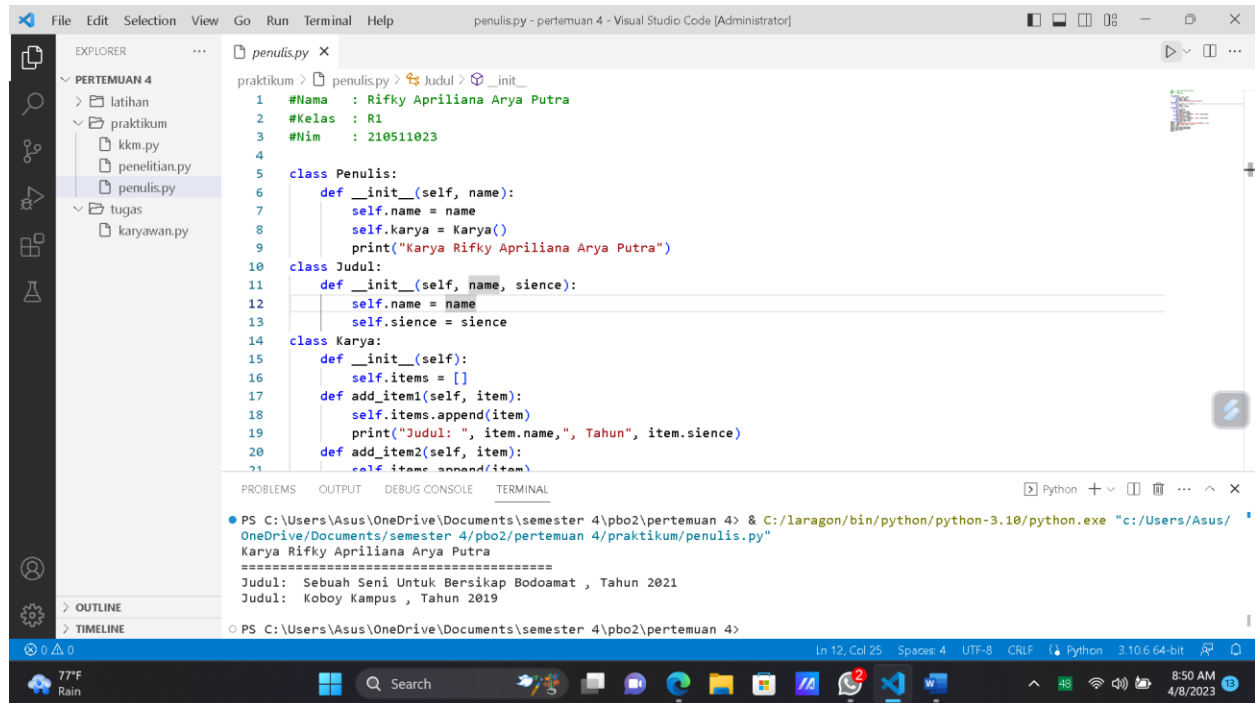 File Edit Selection View Go Run Terminal Help penulis.py - pertemuan 4 - Visual Studio Code [Administrator]
EXPLORER ... penulis.py
PERTEMUAN 4
latihan
praktikum
kkm.py
penelitian.py
penulis.py
tugas
karyawan.py
OUTLINE
TIMELINE
praktikum > penulis.py > Judul > __init__
1 #Nama : Rifky Apriliana Arya Putra
2 #Kelas : R1
3 #Nim : 210511023
4
5 class Penulis:
6 def __init__(self, name):
7 self.name = name
8 self.karya = Karya()
9 print("Karya Rifky Apriliana Arya Putra")
10 class Judul:
11 def __init__(self, name, sience):
12 self.name = name
13 self.sience = sience
14 class Karya:
15 def __init__(self):
16 self.items = []
17 def add_item1(self, item):
18 self.items.append(item)
19 print("Judul: ", item.name,", Tahun", item.sience)
20 def add_item2(self, item):
21 self.items.append(item)
PROBLEMS OUTPUT DEBUG CONSOLE TERMINAL Python
PS C:\Users\Asus\OneDrive\Documents\semester 4\pbo2\pertemuan 4> & C:/laragon/bin/python/python-3.10/python.exe "c:/Users/Asus/
OneDrive/Documents/semester 4/pbo2/pertemuan 4/praktikum/penulis.py"
Karya Rifky Apriliana Arya Putra
========================================
Judul: Sebuah Seni Untuk Bersikap Bodoamat , Tahun 2021
Judul: Koboy Kampus , Tahun 2019
PS C:\Users\Asus\OneDrive\Documents\semester 4\pbo2\pertemuan 4>
0 0 Ln 12, Col 25 Spaces: 4 UTF-8 CRLF Python 3.10.6 64-bit
77°F
Rain
Search
2
48
8:50 AM
4/8/2023
13